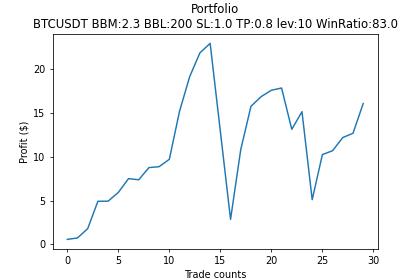 Portfolio
BTCUSDT BBM:2.3 BBL:200 SL:1.0 TP:0.8 lev:10 WinRatio:83.0
20
15
10
5
0
Profit ($)
0 5 10 15 20 25 30
Trade counts